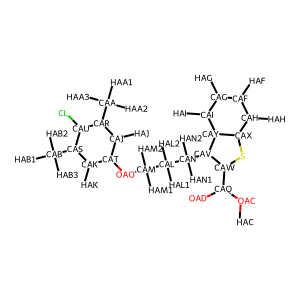 HAG HAF
HAA1
HAA3 CAG CAF
CAA HAA2
HAI CAI CAH HAH
CL CAU CAR
HAB2 CAJ HAJ HAN2 CAY CAX
HAB1 CAB CAS HAM2 HAL2 CAV S
HAB3 CAK CAT CAM CAL CAN CAW
HAK OAO HAM1 HAL1 HAN1
CAQ
OAD OAC
HAC